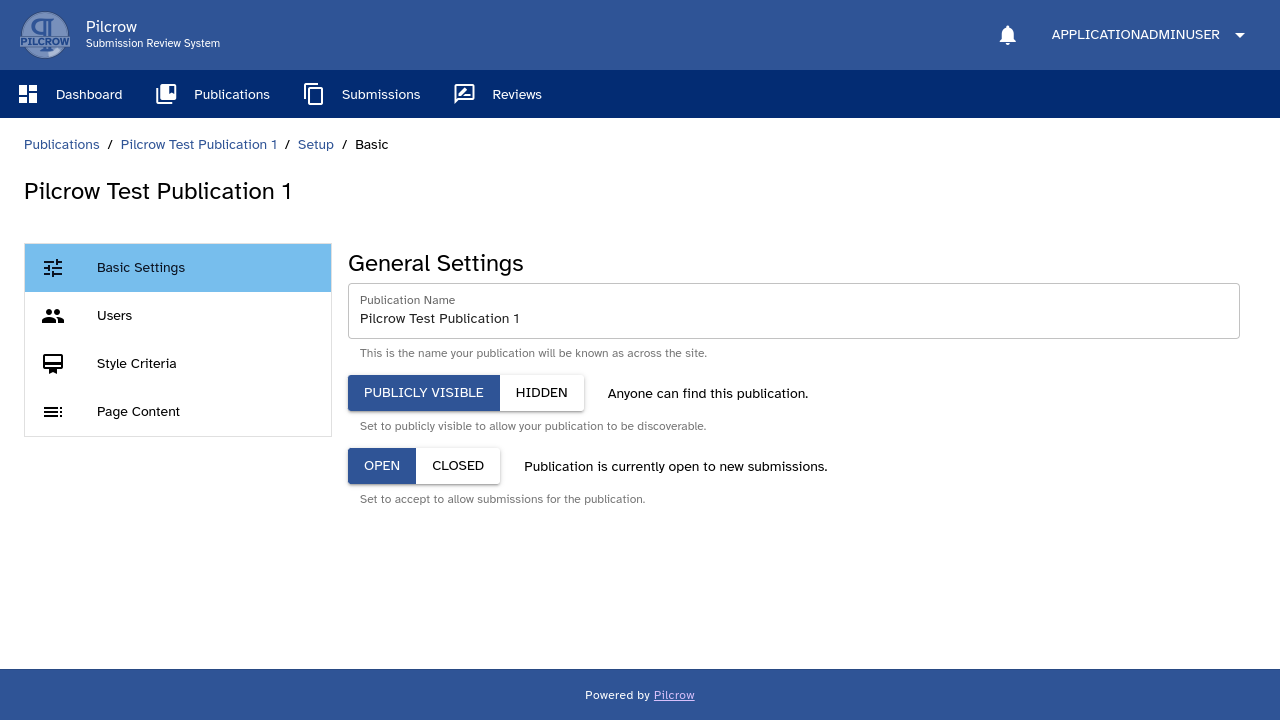 PILCROW
Pilcrow
Submission Review System
APPLICATIONADMINUSER
Dashboard
Publications
Submissions
Reviews
Publications / Pilcrow Test Publication 1 / Setup / Basic
Pilcrow Test Publication 1
Basic Settings
Users
Style Criteria
Page Content
General Settings
Publication Name
Pilcrow Test Publication 1
This is the name your publication will be known as across the site.
PUBLICLY VISIBLE HIDDEN Anyone can find this publication.
Set to publicly visible to allow your publication to be discoverable.
OPEN CLOSED Publication is currently open to new submissions.
Set to accept to allow submissions for the publication.
Powered by Pilcrow